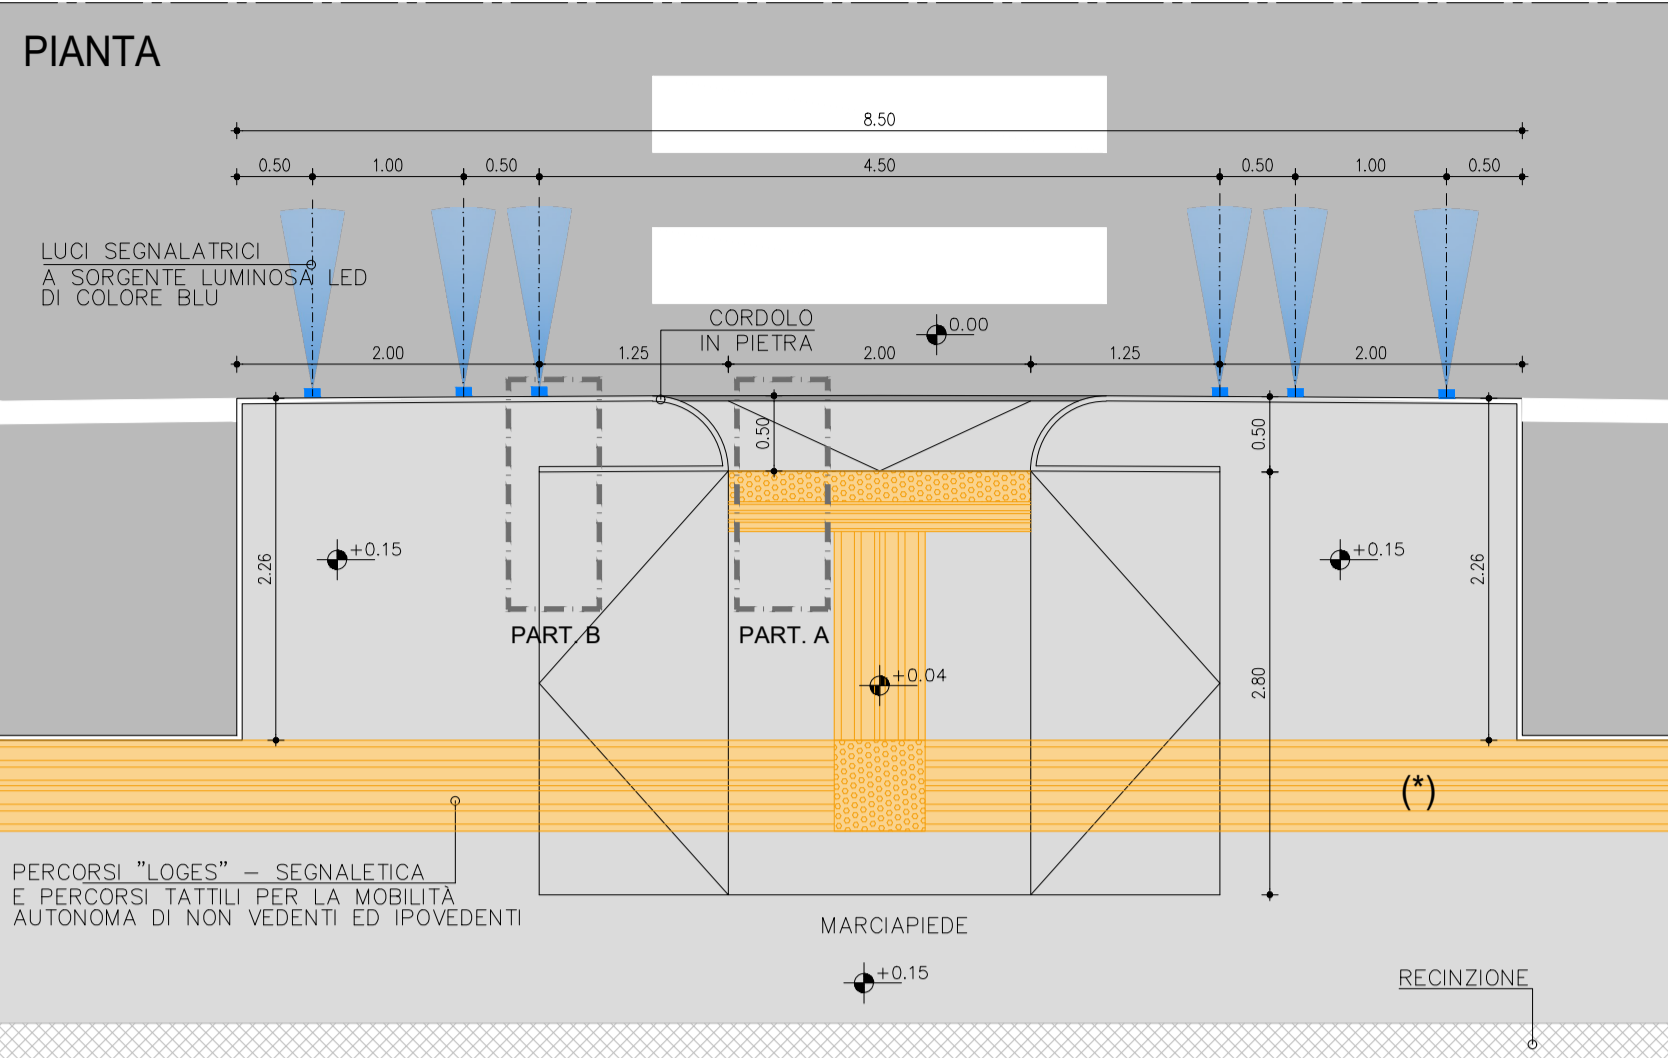 PIANTA
8.50
0.50 1.00 0.50 4.50 0.50 1.00 0.50
LUCI SEGNALATRICI
A SORGENTE LUMINOSA LED
DI COLORE BLU
CORDOLO
IN PIETRA
0.00
2.00 1.25 2.00 1.25 2.00
0.50
0.50
+0.15
+0.15
2.26
2.26
PART. B
PART. A
+0.04
2.80
(*)
PERCORSI "LOGES" – SEGNALETICA
E PERCORSI TATTILI PER LA MOBILITÀ
AUTONOMA DI NON VEDENTI ED IPOVEDENTI
MARCIAPIEDE
+0.15
RECINZIONE